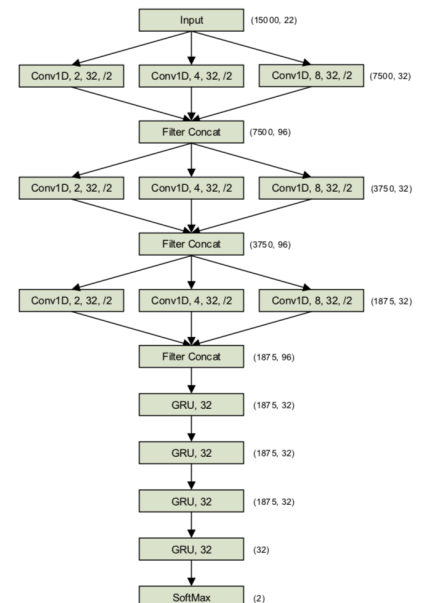 Input (15000, 22)
Conv1D, 2, 32, /2 Conv1D, 4, 32, /2 Conv1D, 8, 32, /2 (7500, 32)
Filter Concat (7500, 96)
Conv1D, 2, 32, /2 Conv1D, 4, 32, /2 Conv1D, 8, 32, /2 (3750, 32)
Filter Concat (3750, 96)
Conv1D, 2, 32, /2 Conv1D, 4, 32, /2 Conv1D, 8, 32, /2 (1875, 32)
Filter Concat (1875, 96)
GRU, 32 (1875, 32)
GRU, 32 (1875, 32)
GRU, 32 (1875, 32)
GRU, 32 (32)
SoftMax (2)